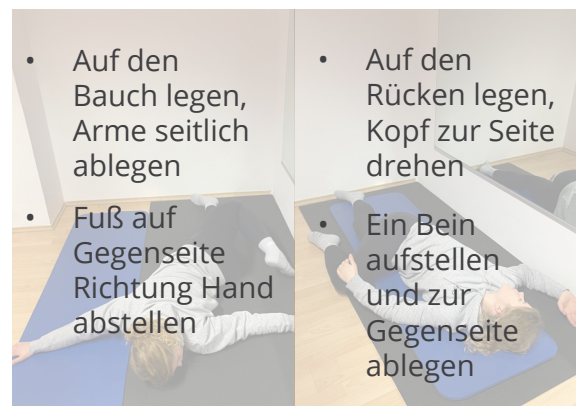 • Auf den
Bauch legen,
Arme seitlich
ablegen
• Fuß auf
Gegenseite
Richtung Hand
abstellen
• Auf den
Rücken legen,
Kopf zur Seite
drehen
• Ein Bein
aufstellen
und zur
Gegenseite
ablegen